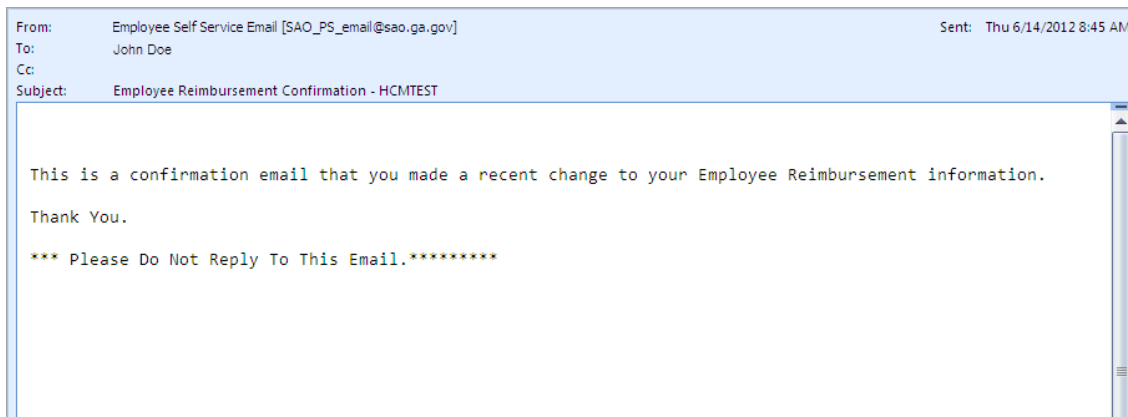 From: Employee Self Service Email [SAO_PS_email@sao.ga.gov] Sent: Thu 6/14/2012 8:45 AM
To: John Doe
Cc:
Subject: Employee Reimbursement Confirmation - HCMTEST
This is a confirmation email that you made a recent change to your Employee Reimbursement information.
Thank You.
*** Please Do Not Reply To This Email.*********